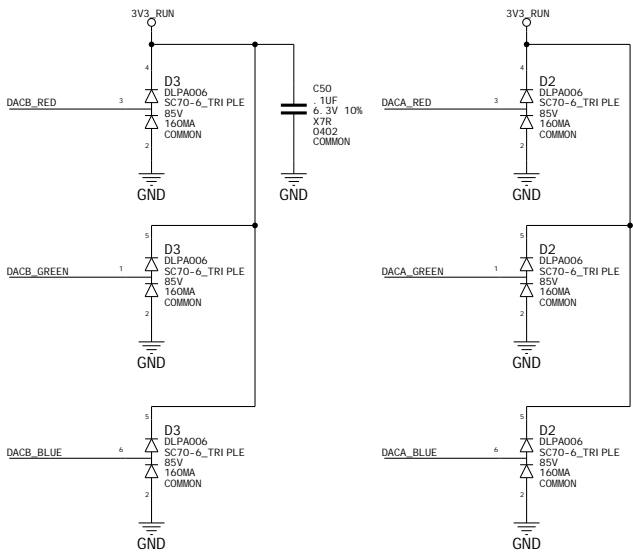 3V3_RUN
4
D3
DLPA006
SC70-6_TRIPLE
85V
160MA
COMMON
DACB_RED
3
2
GND
C50
.1UF
6.3V 10%
X7R
0402
COMMON
GND
3V3_RUN
4
D2
DLPA006
SC70-6_TRIPLE
85V
160MA
COMMON
DACA_RED
3
2
GND
5
D3
DLPA006
SC70-6_TRIPLE
85V
160MA
COMMON
DACB_GREEN
1
2
GND
5
D2
DLPA006
SC70-6_TRIPLE
85V
160MA
COMMON
DACA_GREEN
1
2
GND
5
D3
DLPA006
SC70-6_TRIPLE
85V
160MA
COMMON
DACB_BLUE
6
2
GND
5
D2
DLPA006
SC70-6_TRIPLE
85V
160MA
COMMON
DACA_BLUE
6
2
GND